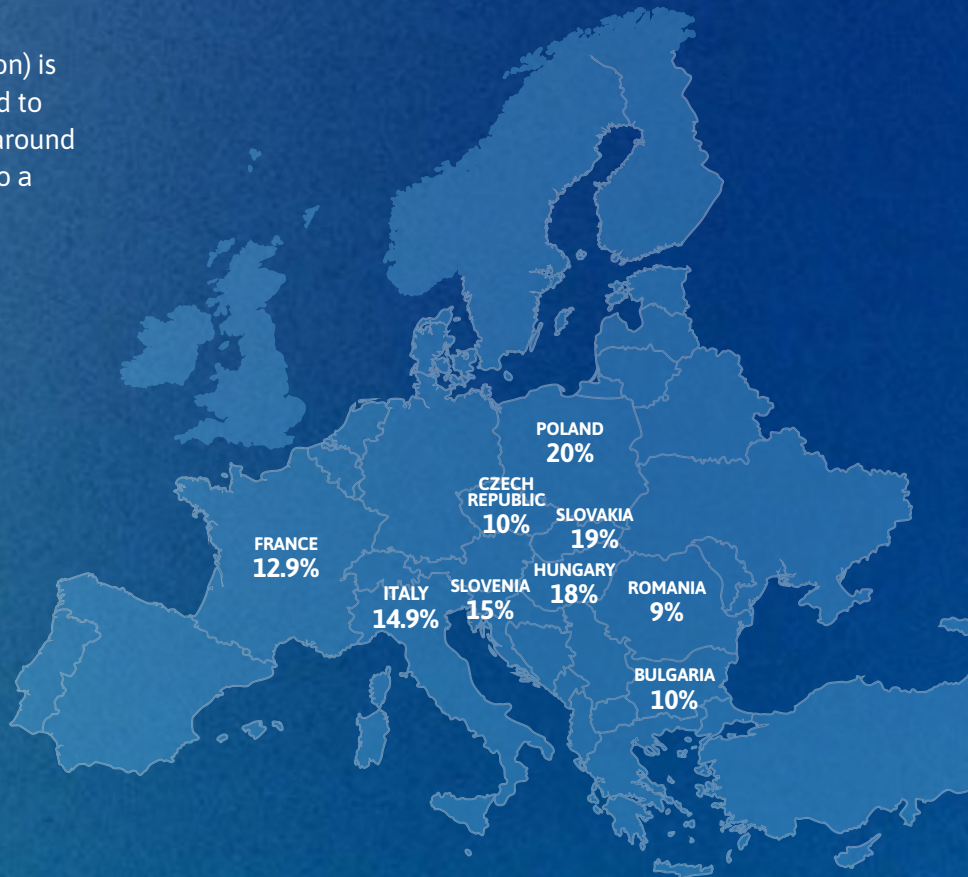 on) is
d to
around
o a
POLAND
20%
CZECH
REPUBLIC
10%
SLOVAKIA
19%
FRANCE
12.9%
HUNGARY
18%
ITALY
14.9%
SLOVENIA
15%
ROMANIA
9%
BULGARIA
10%